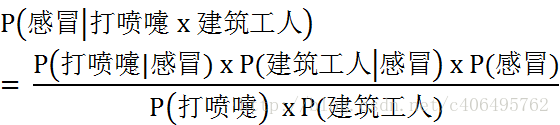 P(感冒|打喷嚏 x 建筑工人)
= P(打喷嚏|感冒) x P(建筑工人|感冒) x P(感冒)
P(打喷嚏) x P(建筑工人)